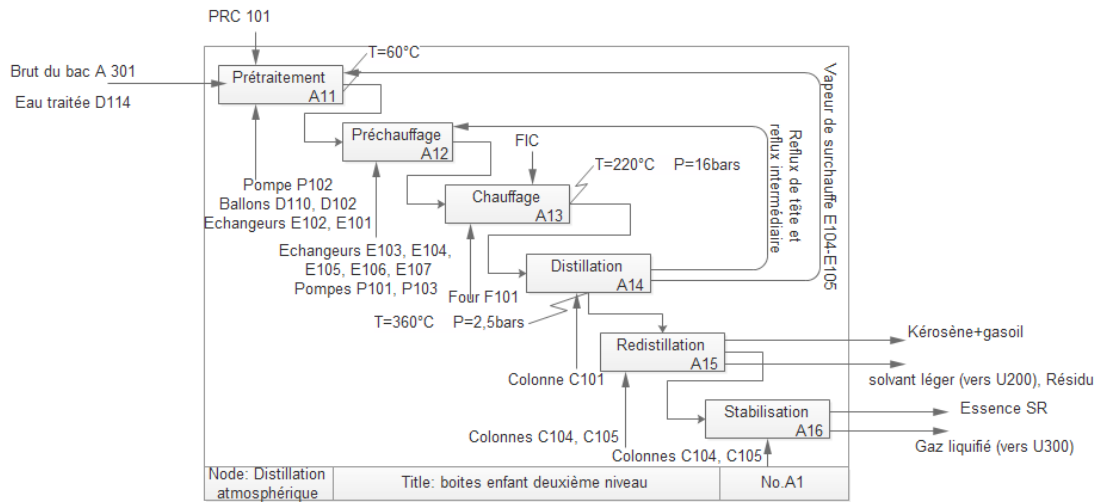 PRC 101
T=60°C
Brut du bac A 301
Eau traitée D114
Prétraitement
A11
Préchauffage
A12
FIC
T=220°C P=16bars
Chauffage
A13
Pompe P102
Ballons D110, D102
Echangeurs E102, E101
Echangeurs E103, E104,
E105, E106, E107
Pompes P101, P103
Four F101
Reflux de tête et
reflux intermédiaire
Vapeur de surchauffe E104-E105
Distillation
A14
T=360°C P=2,5bars
Colonne C101
Redistillation
A15
Kérosène+gasoil
solvant léger (vers U200), Résidu
Stabilisation
A16
Essence SR
Gaz liquifié (vers U300)
Colonnes C104, C105
Colonnes C104, C105
Node: Distillation
atmosphérique
Title: boites enfant deuxième niveau
No.A1